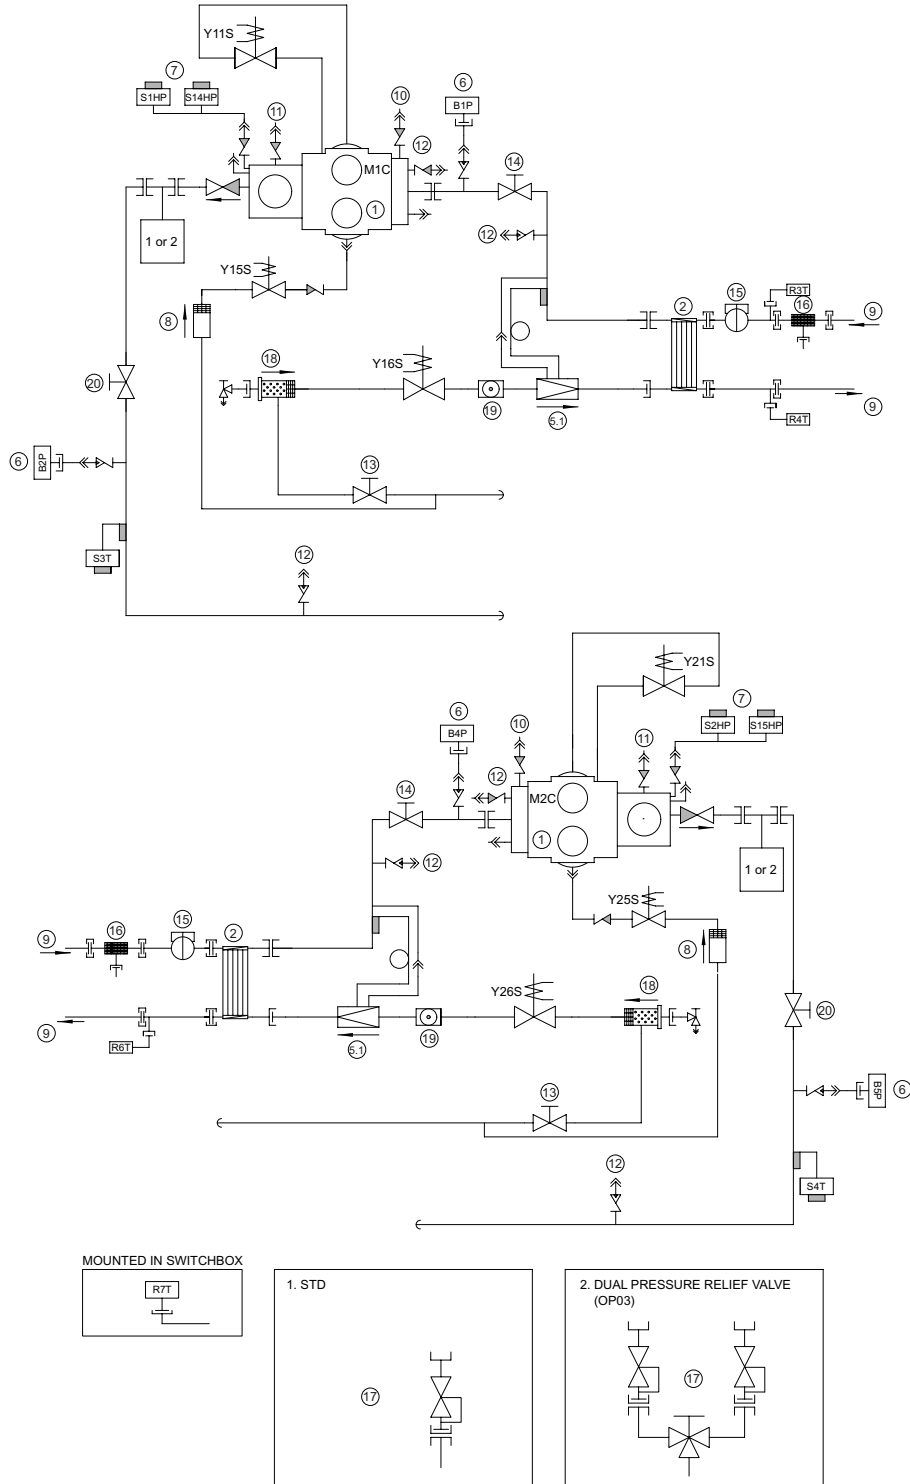 Y11S
7
6
S1HP
S14HP
11
10
B1P
12
14
M1C
1
1 or 2
12
Y15S
8
2
15
R3T
16
9
20
18
Y16S
19
5.1
9
R4T
6
B2P
13
S3T
12
Y21S
6
10
7
B4P
11
S2HP
S15HP
14
12
M2C
1
12
1 or 2
Y25S
9
16
15
2
8
Y26S
18
20
9
R6T
5.1
19
13
B5P
6
12
S4T
MOUNTED IN SWITCHBOX
R7T
1. STD
17
2. DUAL PRESSURE RELIEF VALVE
(OP03)
17